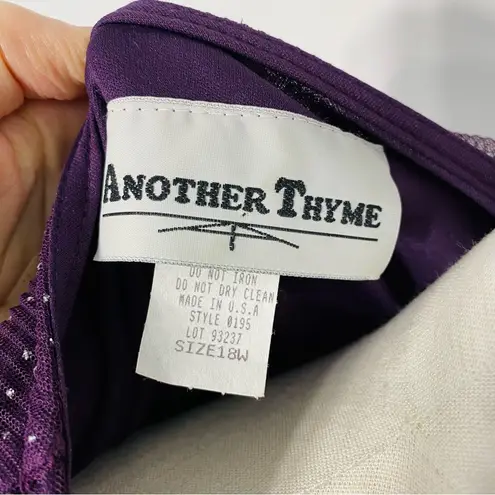 ANOTHER THYME
DO NOT IRON
DO NOT DRY CLEAN
MADE IN U.S.A
STYLE 0195
LOT 93237
SIZE18W